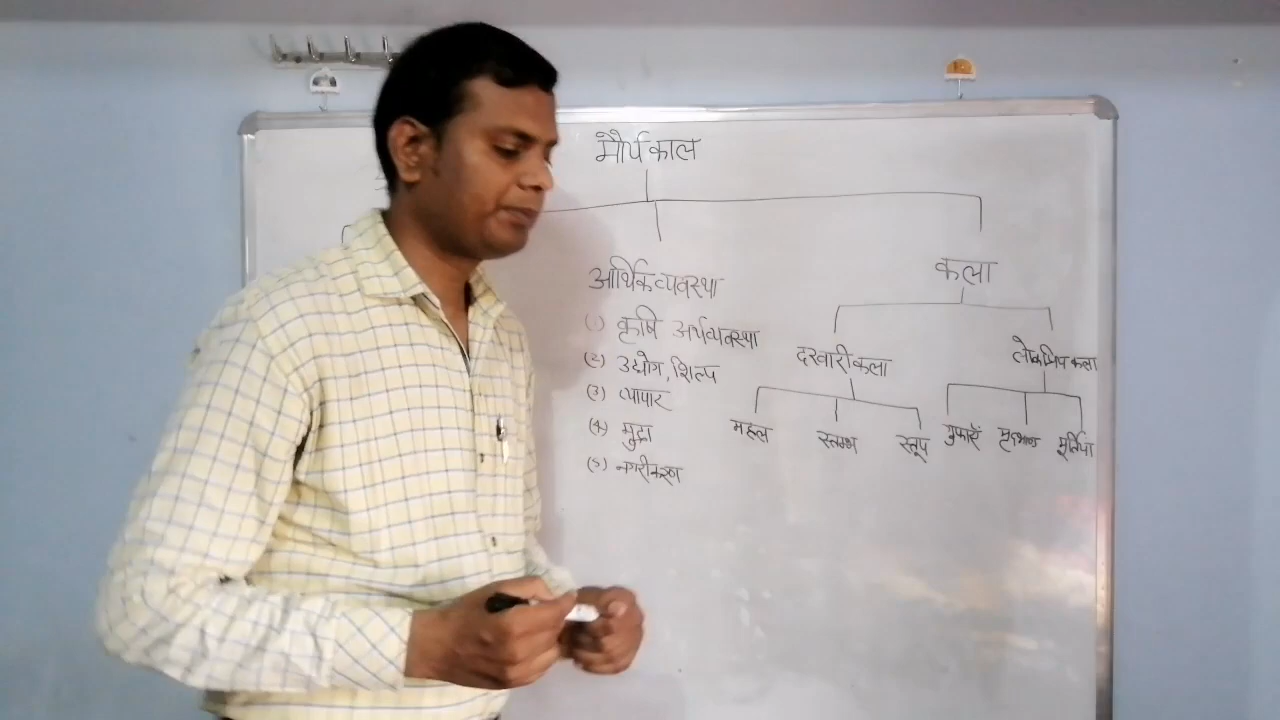 मौर्यकाल
आर्थिक व्यवस्था
(1) कृषि अर्थव्यवस्था
(2) उद्योग, शिल्प
(3) व्यापार
(4) मुद्रा
(5) नगरीकरण
कला
दरबारी कला
लोकप्रिय कला
महल
स्तम्भ
स्तूप
गुफाएँ
मृदभाण्ड
मूर्तियां